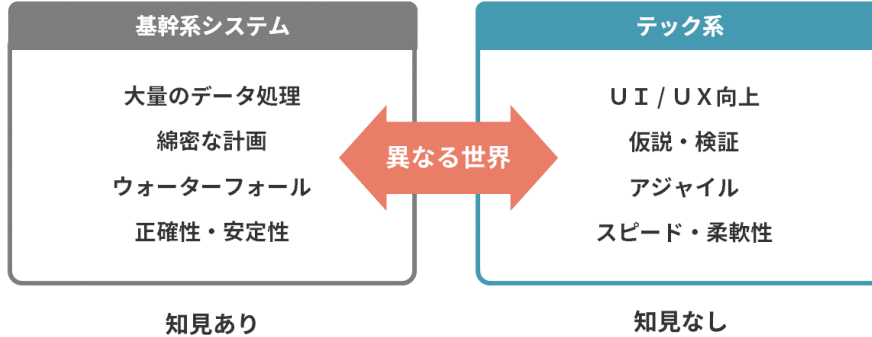 基幹系システム
大量のデータ処理
綿密な計画
ウォーターフォール
正確性・安定性
知見あり
異なる世界
テック系
ＵＩ/ＵＸ向上
仮説・検証
アジャイル
スピード・柔軟性
知見なし